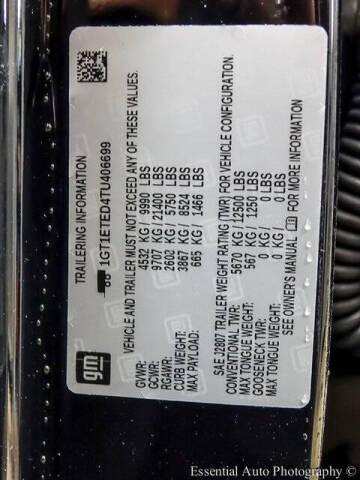 TRAILERING INFORMATION
1GT1ETED4TU406699
VEHICLE AND TRAILER MUST NOT EXCEED ANY OF THESE VALUES.
GVWR: 4532 KG / 9990 LBS
GCWR: 9707 KG / 21400 LBS
RGAWR: 2602 KG / 5750 LBS
CURB WEIGHT: 3867 KG / 8524 LBS
MAX PAYLOAD: 665 KG / 1466 LBS
SAE J2807 TRAILER WEIGHT RATING (TWR) FOR VEHICLE CONFIGURATION.
CONVENTIONAL TWR: 5670 KG / 12500 LBS
MAX TONGUE WEIGHT: 567 KG / 1250 LBS
GOOSENECK TWR: 0 KG / 0 LBS
MAX TONGUE WEIGHT: 0 KG / 0 LBS
SEE OWNER'S MANUAL FOR MORE INFORMATION
gm
Essential Auto Photography ©